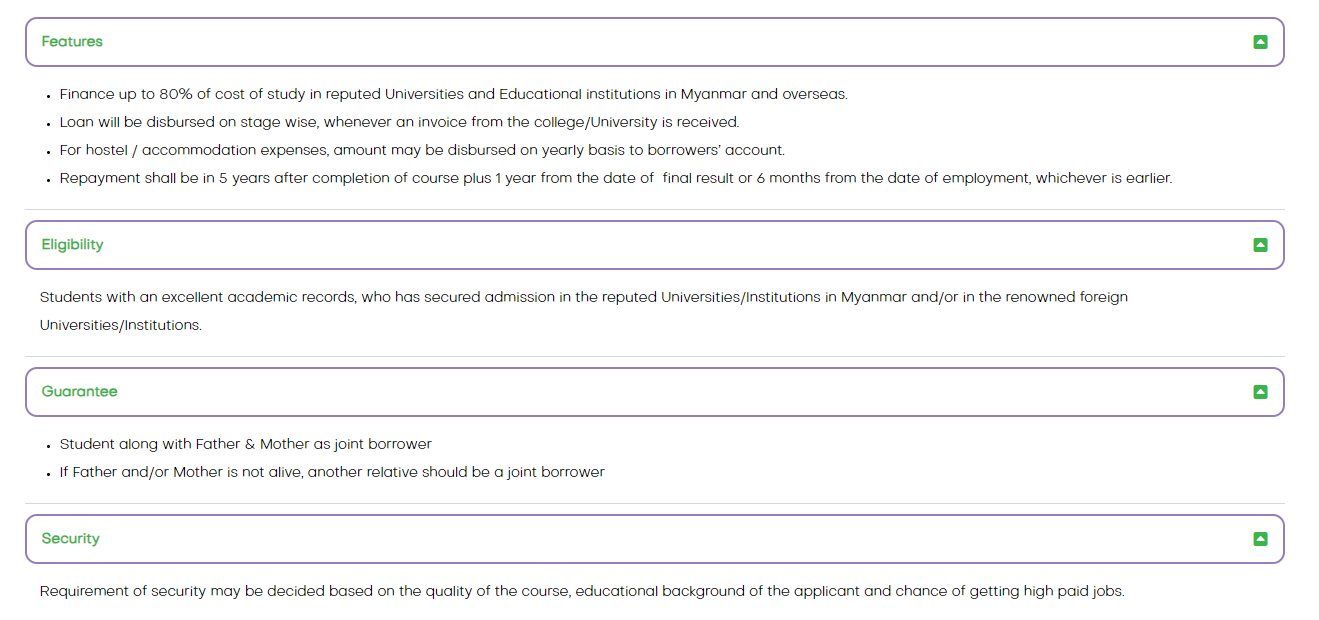 Features
• Finance up to 80% of cost of study in reputed Universities and Educational institutions in Myanmar and overseas.
• Loan will be disbursed on stage wise, whenever an invoice from the college/University is received.
• For hostel / accommodation expenses, amount may be disbursed on yearly basis to borrowers’ account.
• Repayment shall be in 5 years after completion of course plus 1 year from the date of  final result or 6 months from the date of employment, whichever is earlier.
Eligibility
Students with an excellent academic records, who has secured admission in the reputed Universities/Institutions in Myanmar and/or in the renowned foreign
Universities/Institutions.
Guarantee
• Student along with Father & Mother as joint borrower
• If Father and/or Mother is not alive, another relative should be a joint borrower
Security
Requirement of security may be decided based on the quality of the course, educational background of the applicant and chance of getting high paid jobs.